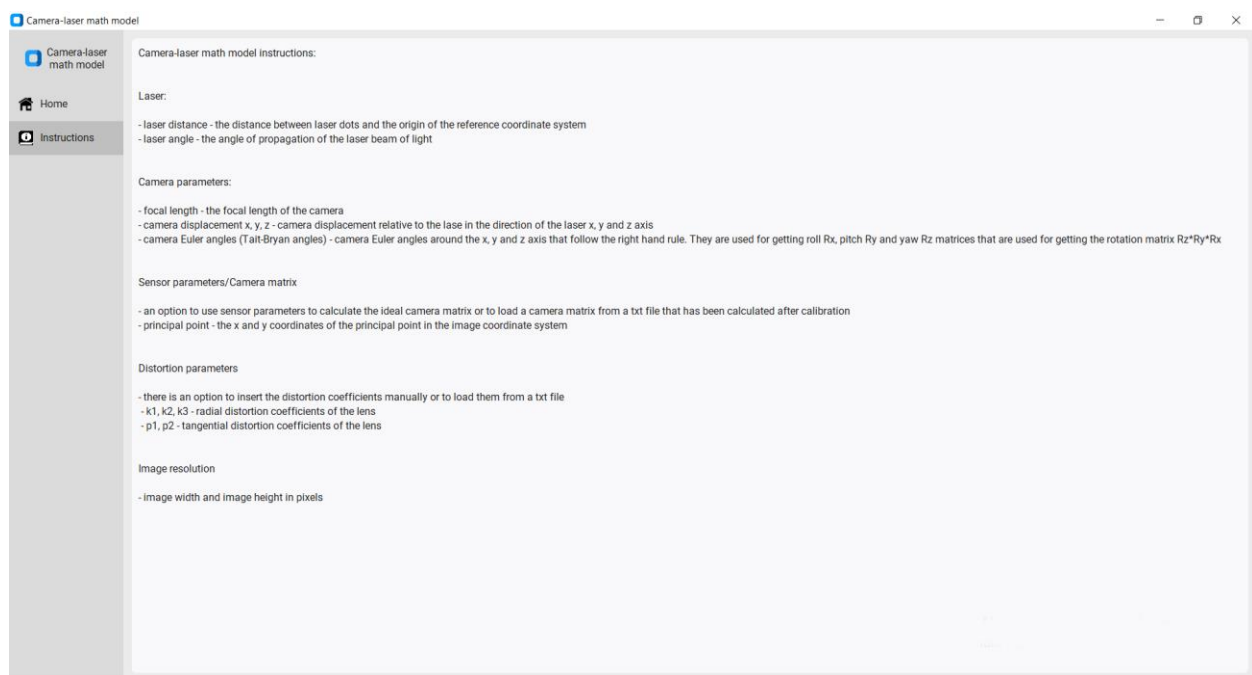 Camera-laser math model
Camera-laser
math model
Home
Instructions
Camera-laser math model instructions:
Laser:
- laser distance - the distance between laser dots and the origin of the reference coordinate system
- laser angle - the angle of propagation of the laser beam of light
Camera parameters:
- focal length - the focal length of the camera
- camera displacement x, y, z - camera displacement relative to the lase in the direction of the laser x, y and z axis
- camera Euler angles (Tait-Bryan angles) - camera Euler angles around the x, y and z axis that follow the right hand rule. They are used for getting roll Rx, pitch Ry and yaw Rz matrices that are used for getting the rotation matrix Rz*Ry*Rx
Sensor parameters/Camera matrix
- an option to use sensor parameters to calculate the ideal camera matrix or to load a camera matrix from a txt file that has been calculated after calibration
- principal point - the x and y coordinates of the principal point in the image coordinate system
Distortion parameters
- there is an option to insert the distortion coefficients manually or to load them from a txt file
- k1, k2, k3 - radial distortion coefficients of the lens
- p1, p2 - tangential distortion coefficients of the lens
Image resolution
- image width and image height in pixels